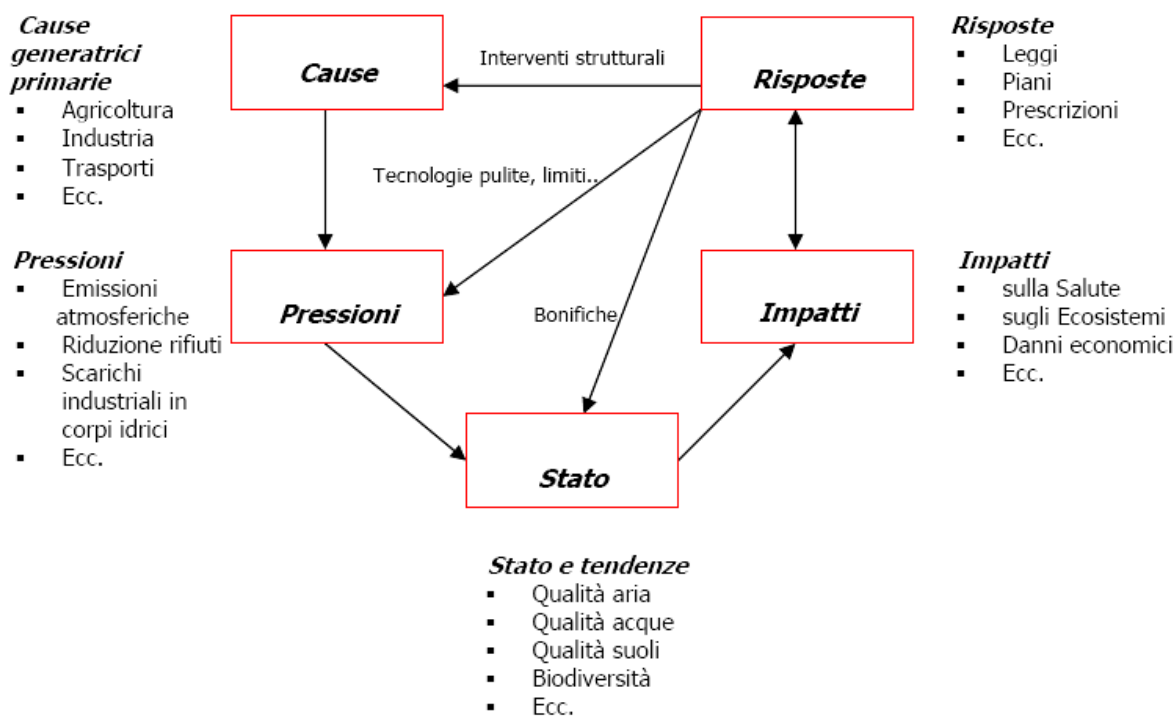 Cause
generatrici
primarie
▪ Agricoltura
▪ Industria
▪ Trasporti
▪ Ecc.
Cause
Interventi strutturali
Risposte
Risposte
▪ Leggi
▪ Piani
▪ Prescrizioni
▪ Ecc.
Tecnologie pulite, limiti..
Pressioni
▪ Emissioni
atmosferiche
▪ Riduzione rifiuti
▪ Scarichi
industriali in
corpi idrici
▪ Ecc.
Pressioni
Bonifiche
Impatti
Impatti
▪ sulla Salute
▪ sugli Ecosistemi
▪ Danni economici
▪ Ecc.
Stato
Stato e tendenze
▪ Qualità aria
▪ Qualità acque
▪ Qualità suoli
▪ Biodiversità
▪ Ecc.